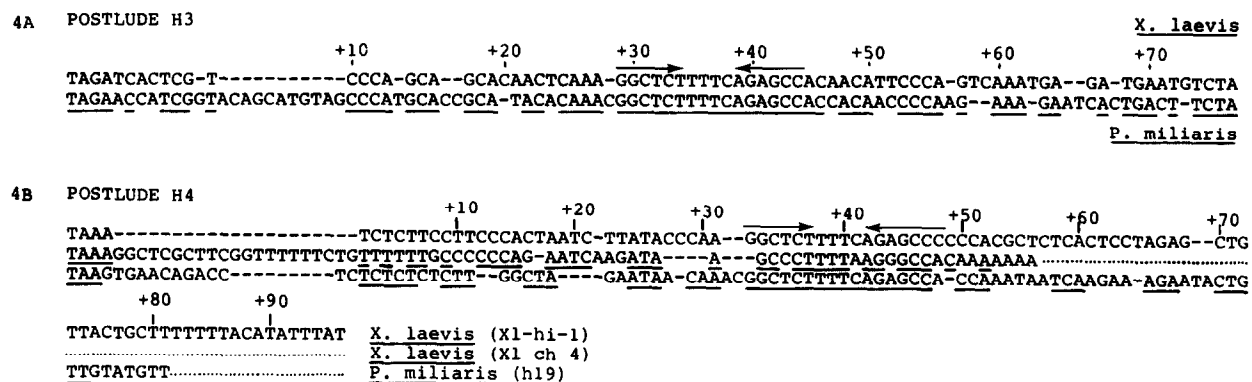 4A POSTLUDE H3
X. laevis
+10 +20 +30 +40 +50 +60 +70
TAGATCACTCG-T-----------CCCA-GCA--GCACAACTCAAA-GGCTCTTTTCAGAGCCACAACATTCCCA-GTCAAATGA--GA-TGAATGTCTA
TAGAACCATCGGTACAGCATGTAGCCCATGCACCGCA-TACACAAACGGCTCTTTTCAGAGCCACCACAACCCCAAG-AAA-GAATCACTGACT-TCTA
P. miliaris
4B POSTLUDE H4
+10 +20 +30 +40 +50 +60 +70
TAAA---------------------TCTCTTCCTTCCCACTAATC-TTATACCCAA-GGCTCTTTTCAGAGCCCCCCACGCTCTCACTCCTAGAG--CTG
TAAAGGCTCGCTTCGGTTTTTTCTGTTTTTTGCCCCCCAG-AATCAAGATA----A---GCCCTTTTAAGGGCCACAAAAAAA
TAAGTGAACAGACC-------TCTCTCTCTCTT--GGCTA---GAATAA-CAAACGGCTCTTTTCAGAGCCA-CCAAATAATCAAGAA~AGAATACTG
+80 +90
TTACTGCTTTTTTTACATATTTAT X. laevis (Xl-hi-1)
X. laevis (Xl ch 4)
TTGTATGTT P. miliaris (h19)